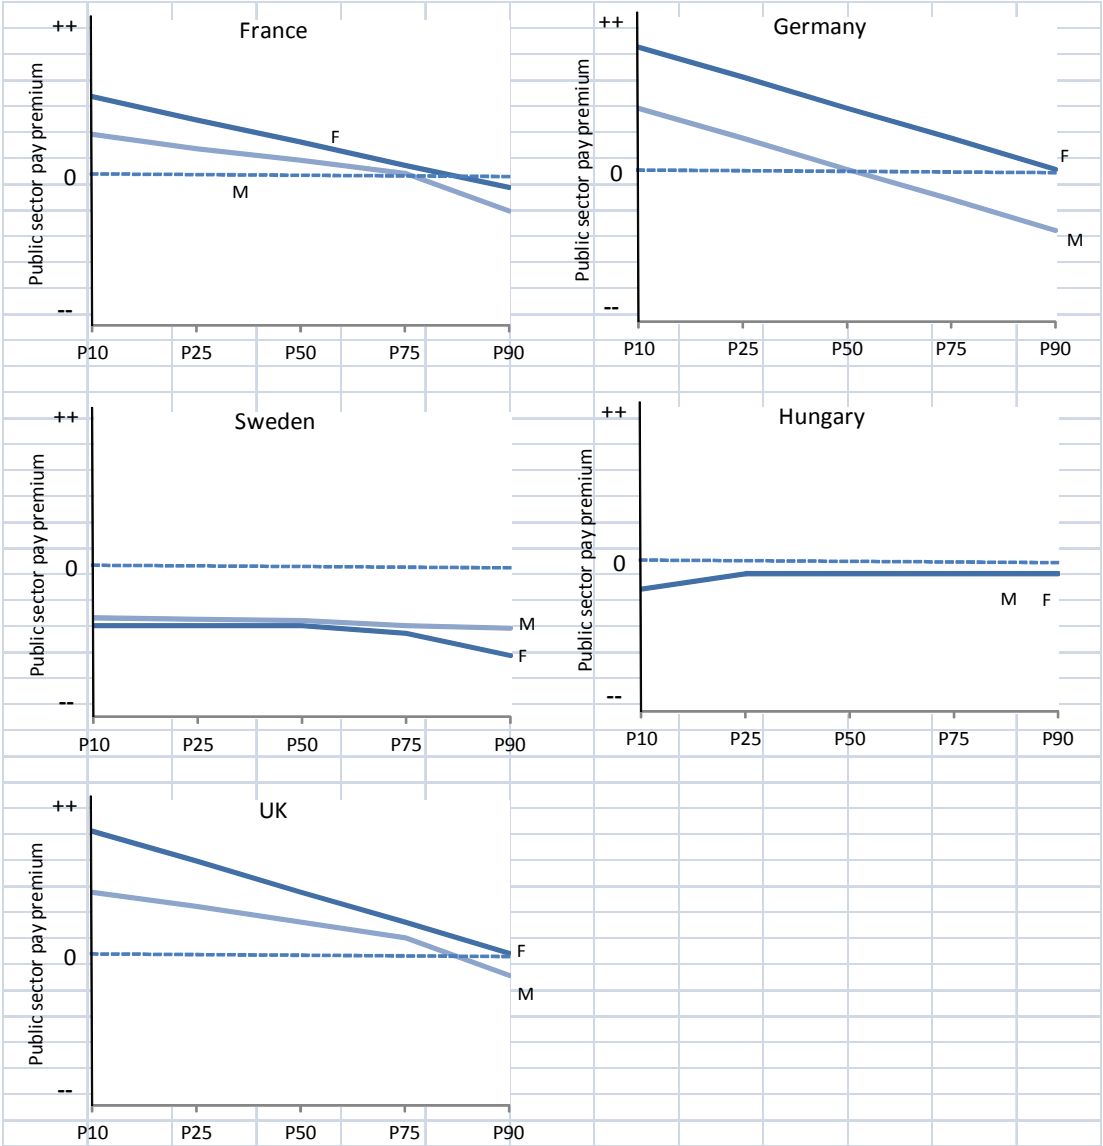 France
++
Public sector pay premium
0
--
F
M
P10 P25 P50 P75 P90
Germany
++
Public sector pay premium
0
--
F
M
P10 P25 P50 P75 P90
Sweden
++
Public sector pay premium
0
--
M
F
P10 P25 P50 P75 P90
Hungary
++
Public sector pay premium
0
--
M F
P10 P25 P50 P75 P90
UK
++
Public sector pay premium
0
--
F
M
P10 P25 P50 P75 P90